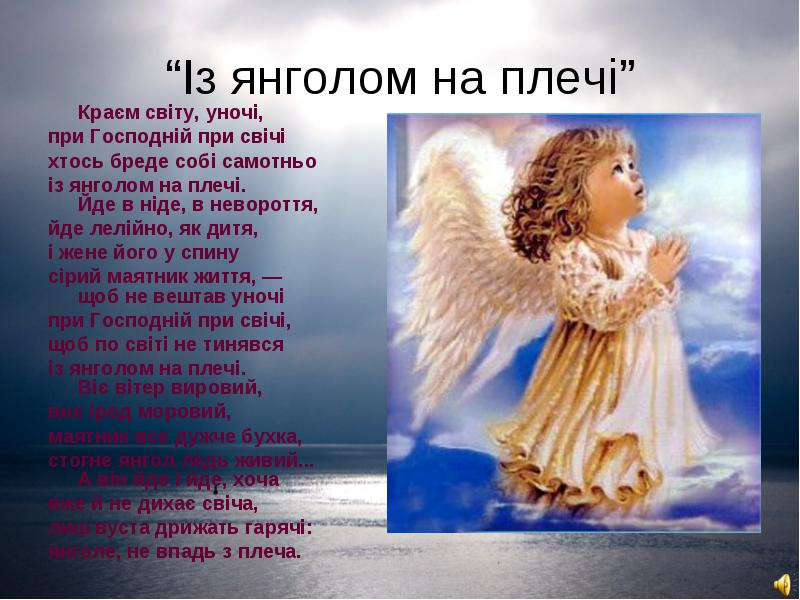 “Із янголом на плечі”
Краєм світу, уночі,
при Господній при свічі
хтось бреде собі самотньо
із янголом на плечі.
Йде в ніде, в невороття,
йде лелійно, як дитя,
і жене його у спину
сірий маятник життя, —
щоб не вештав уночі
при Господній при свічі,
щоб по світі не тинявся
із янголом на плечі.
Віє вітер вировий,
виє Ірод моровий,
маятник все дужче бухка,
стогне янгол ледь живий...
А він йде і йде, хоча
вже й не дихає свіча,
лиш вуста дрижать гарячі:
янголе, не впадь з плеча.